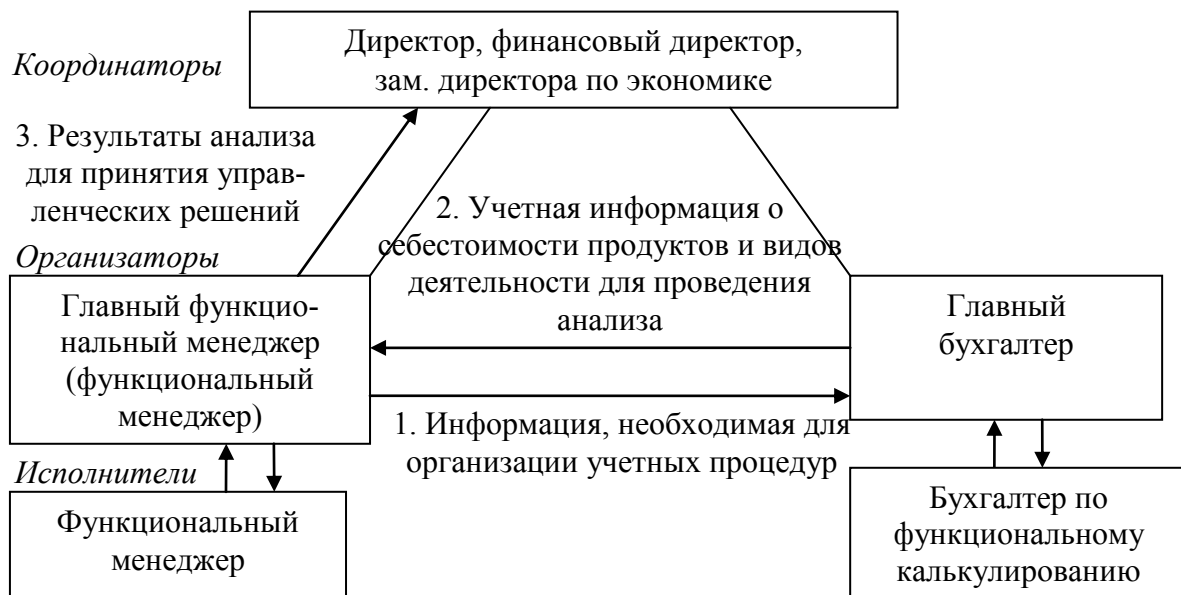 Директор, финансовый директор,
зам. директора по экономике
Координаторы
3. Результаты анализа
для принятия управ-
ленческих решений
2. Учетная информация о
себестоимости продуктов и видов
деятельности для проведения
анализа
Организаторы
Главный функцио-
нальный менеджер
(функциональный
менеджер)
Главный
бухгалтер
1. Информация, необходимая для
организации учетных процедур
Исполнители
Функциональный
менеджер
Бухгалтер по
функциональному
калькулированию